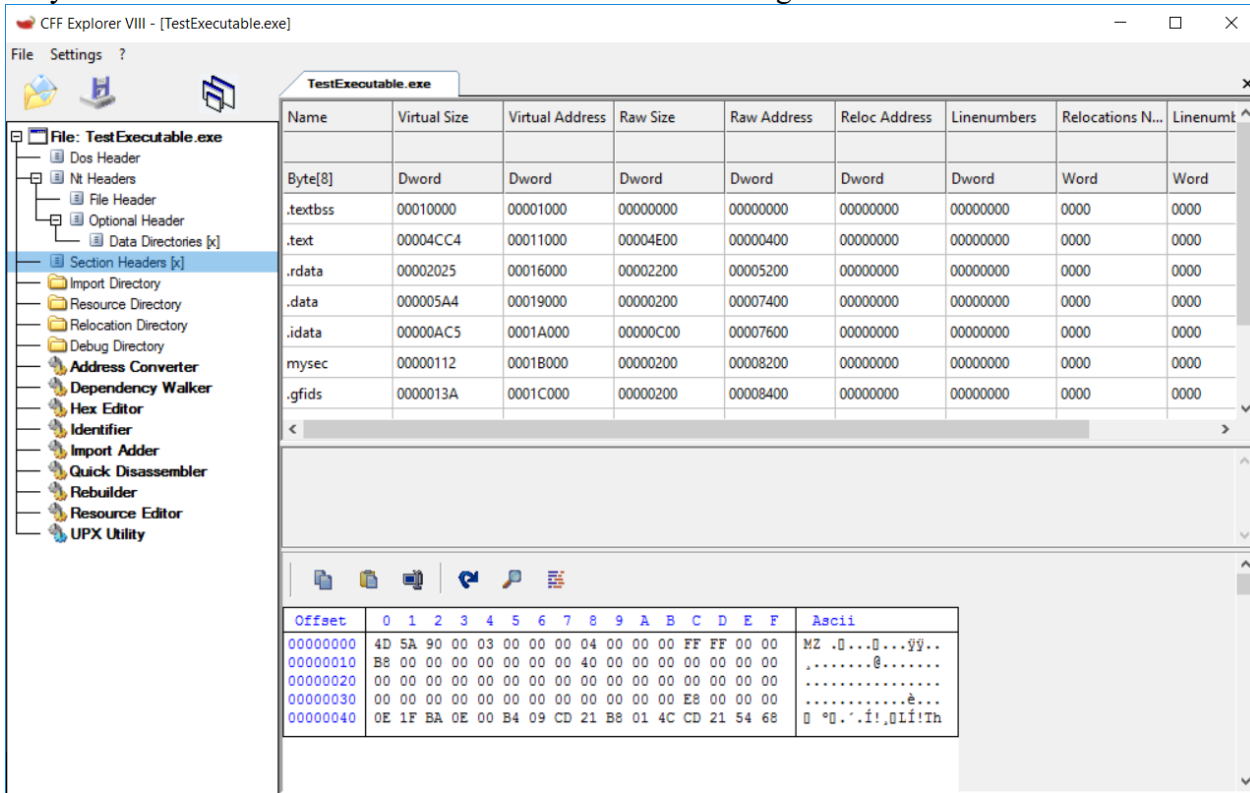 CFF Explorer VIII - [TestExecutable.exe]
File Settings ?
TestExecutable.exe
File: TestExecutable.exe
Dos Header
Nt Headers
File Header
Optional Header
Data Directories [x]
Section Headers [x]
Import Directory
Resource Directory
Relocation Directory
Debug Directory
Address Converter
Dependency Walker
Hex Editor
Identifier
Import Adder
Quick Disassembler
Rebuilder
Resource Editor
UPX Utility
Name Virtual Size Virtual Address Raw Size Raw Address Reloc Address Linenumbers Relocations N... Linenumb
Byte[8] Dword Dword Dword Dword Dword Dword Word Word
.textbss 00010000 00001000 00000000 00000000 00000000 00000000 0000 0000
.text 00004CC4 00011000 00004E00 00000400 00000000 00000000 0000 0000
.rdata 00002025 00016000 00002200 00005200 00000000 00000000 0000 0000
.data 000005A4 00019000 00000200 00007400 00000000 00000000 0000 0000
.idata 00000AC5 0001A000 00000C00 00007600 00000000 00000000 0000 0000
mysec 00000112 0001B000 00000200 00008200 00000000 00000000 0000 0000
.gfids 0000013A 0001C000 00000200 00008400 00000000 00000000 0000 0000
Offset 0 1 2 3 4 5 6 7 8 9 A B C D E F Ascii
00000000 4D 5A 90 00 03 00 00 00 04 00 00 00 FF FF 00 00 MZ .▯...▯...ÿÿ..
00000010 B8 00 00 00 00 00 00 00 40 00 00 00 00 00 00 00 ¸.......@.......
00000020 00 00 00 00 00 00 00 00 00 00 00 00 00 00 00 00 ................
00000030 00 00 00 00 00 00 00 00 00 00 00 00 E8 00 00 00 ............è...
00000040 0E 1F BA 0E 00 B4 09 CD 21 B8 01 4C CD 21 54 68 ▯ º▯.´.Í!¸▯LÍ!Th